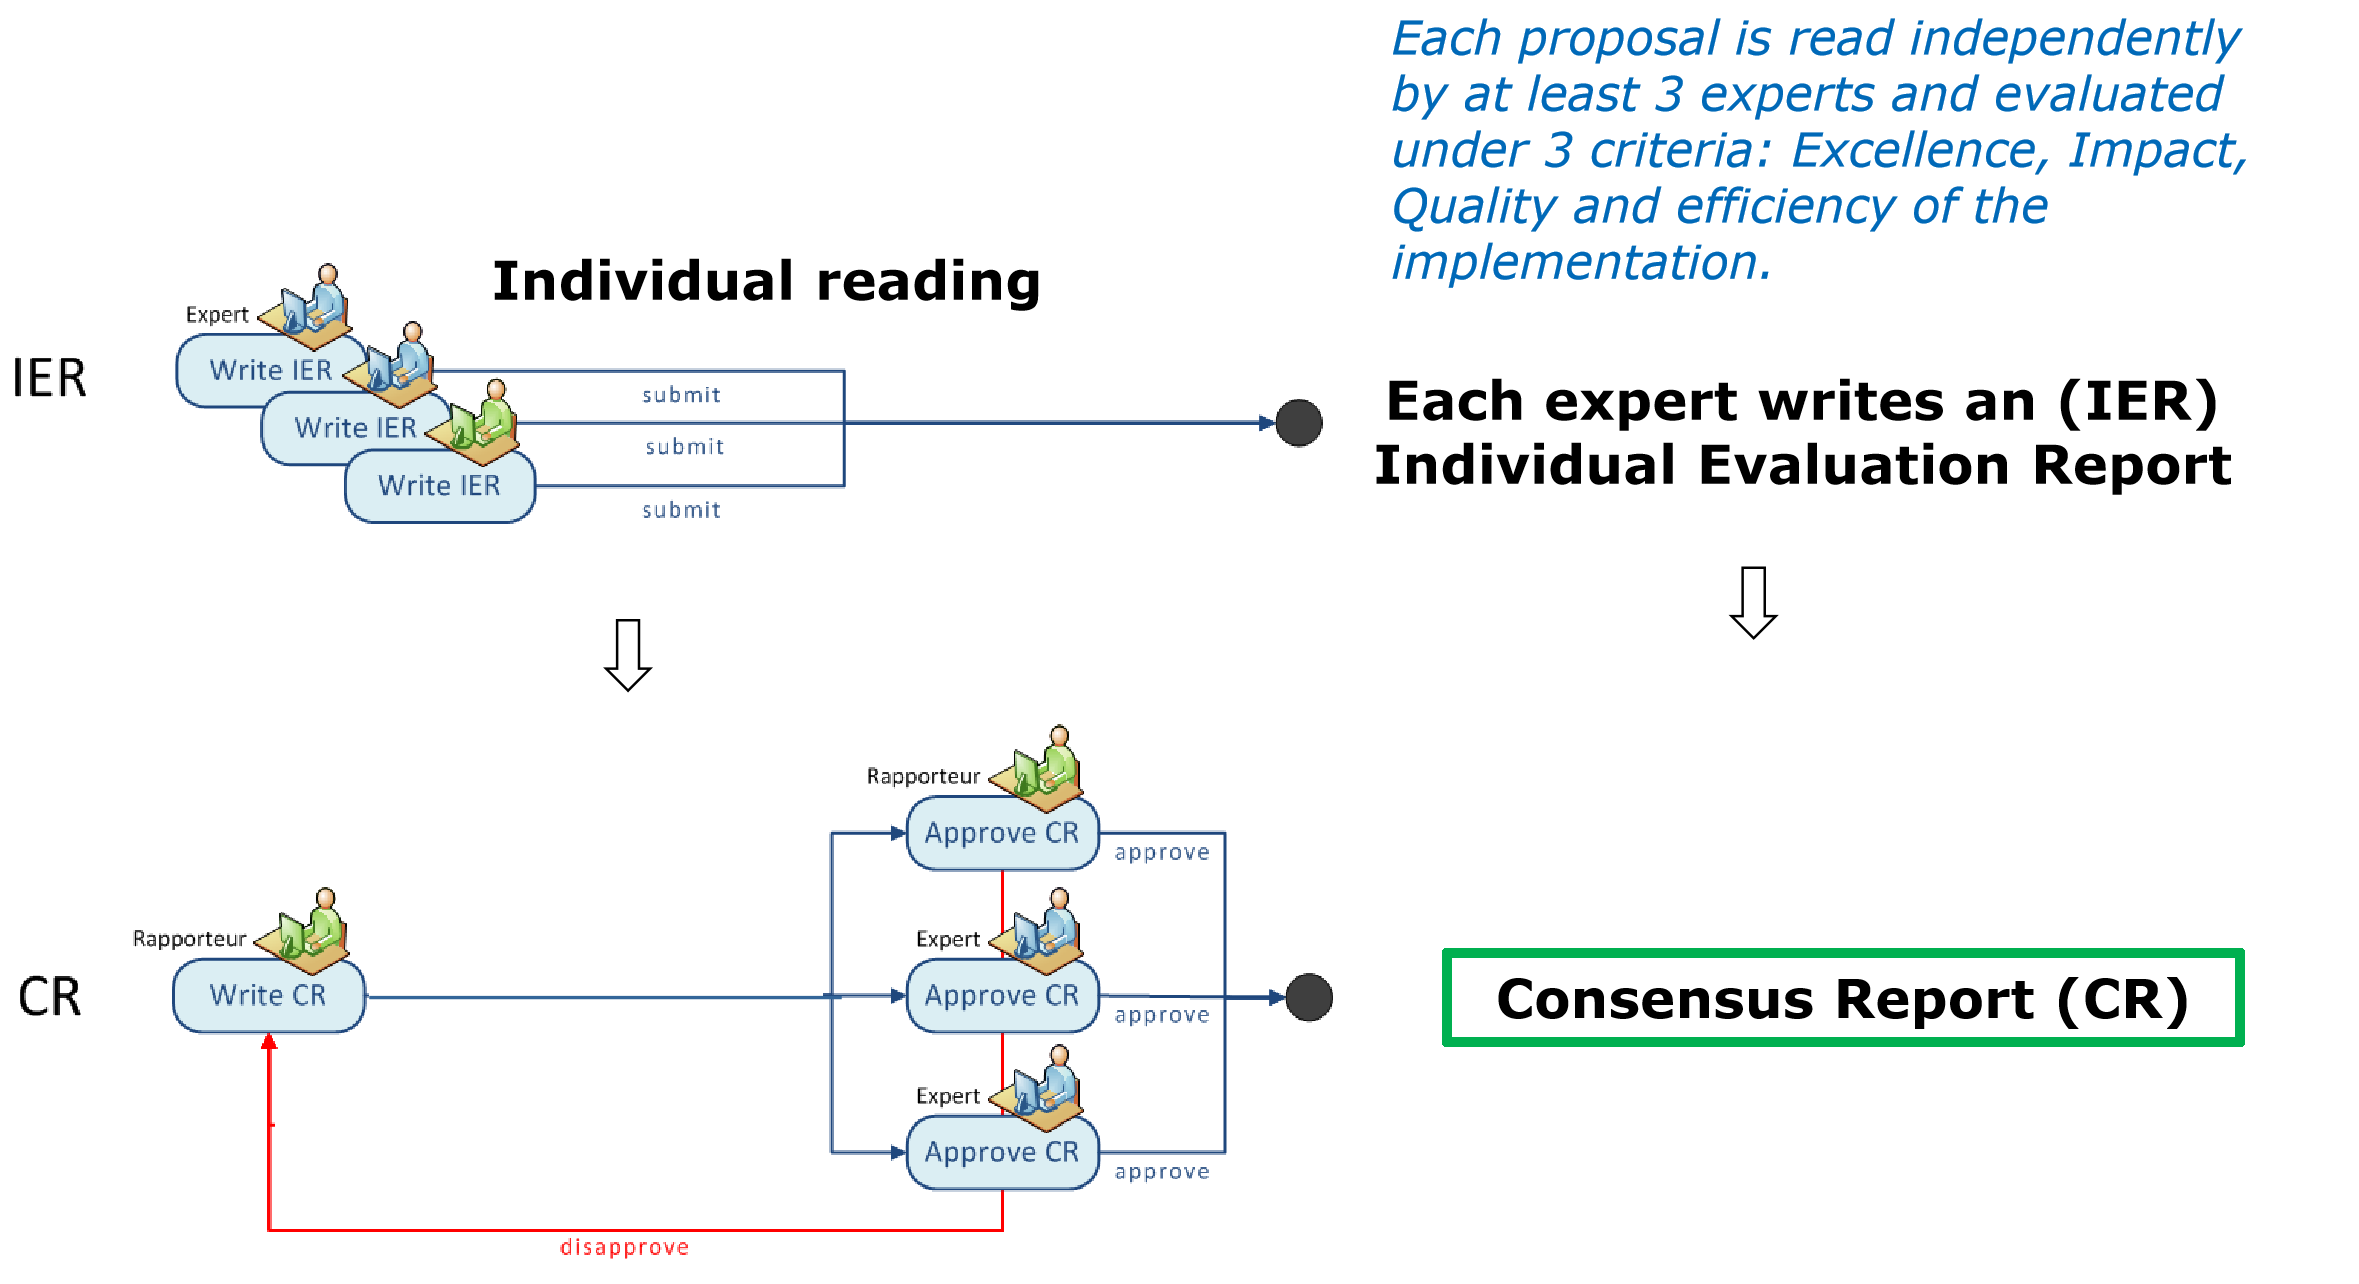 Each proposal is read independently
by at least 3 experts and evaluated
under 3 criteria: Excellence, Impact,
Quality and efficiency of the
implementation.
Individual reading
Expert
IER
Write IER
submit
Write IER
submit
Write IER
submit
Each expert writes an (IER)
Individual Evaluation Report
Rapporteur
Approve CR
approve
Rapporteur
Expert
CR
Write CR
Approve CR
approve
Consensus Report (CR)
Expert
Approve CR
approve
disapprove